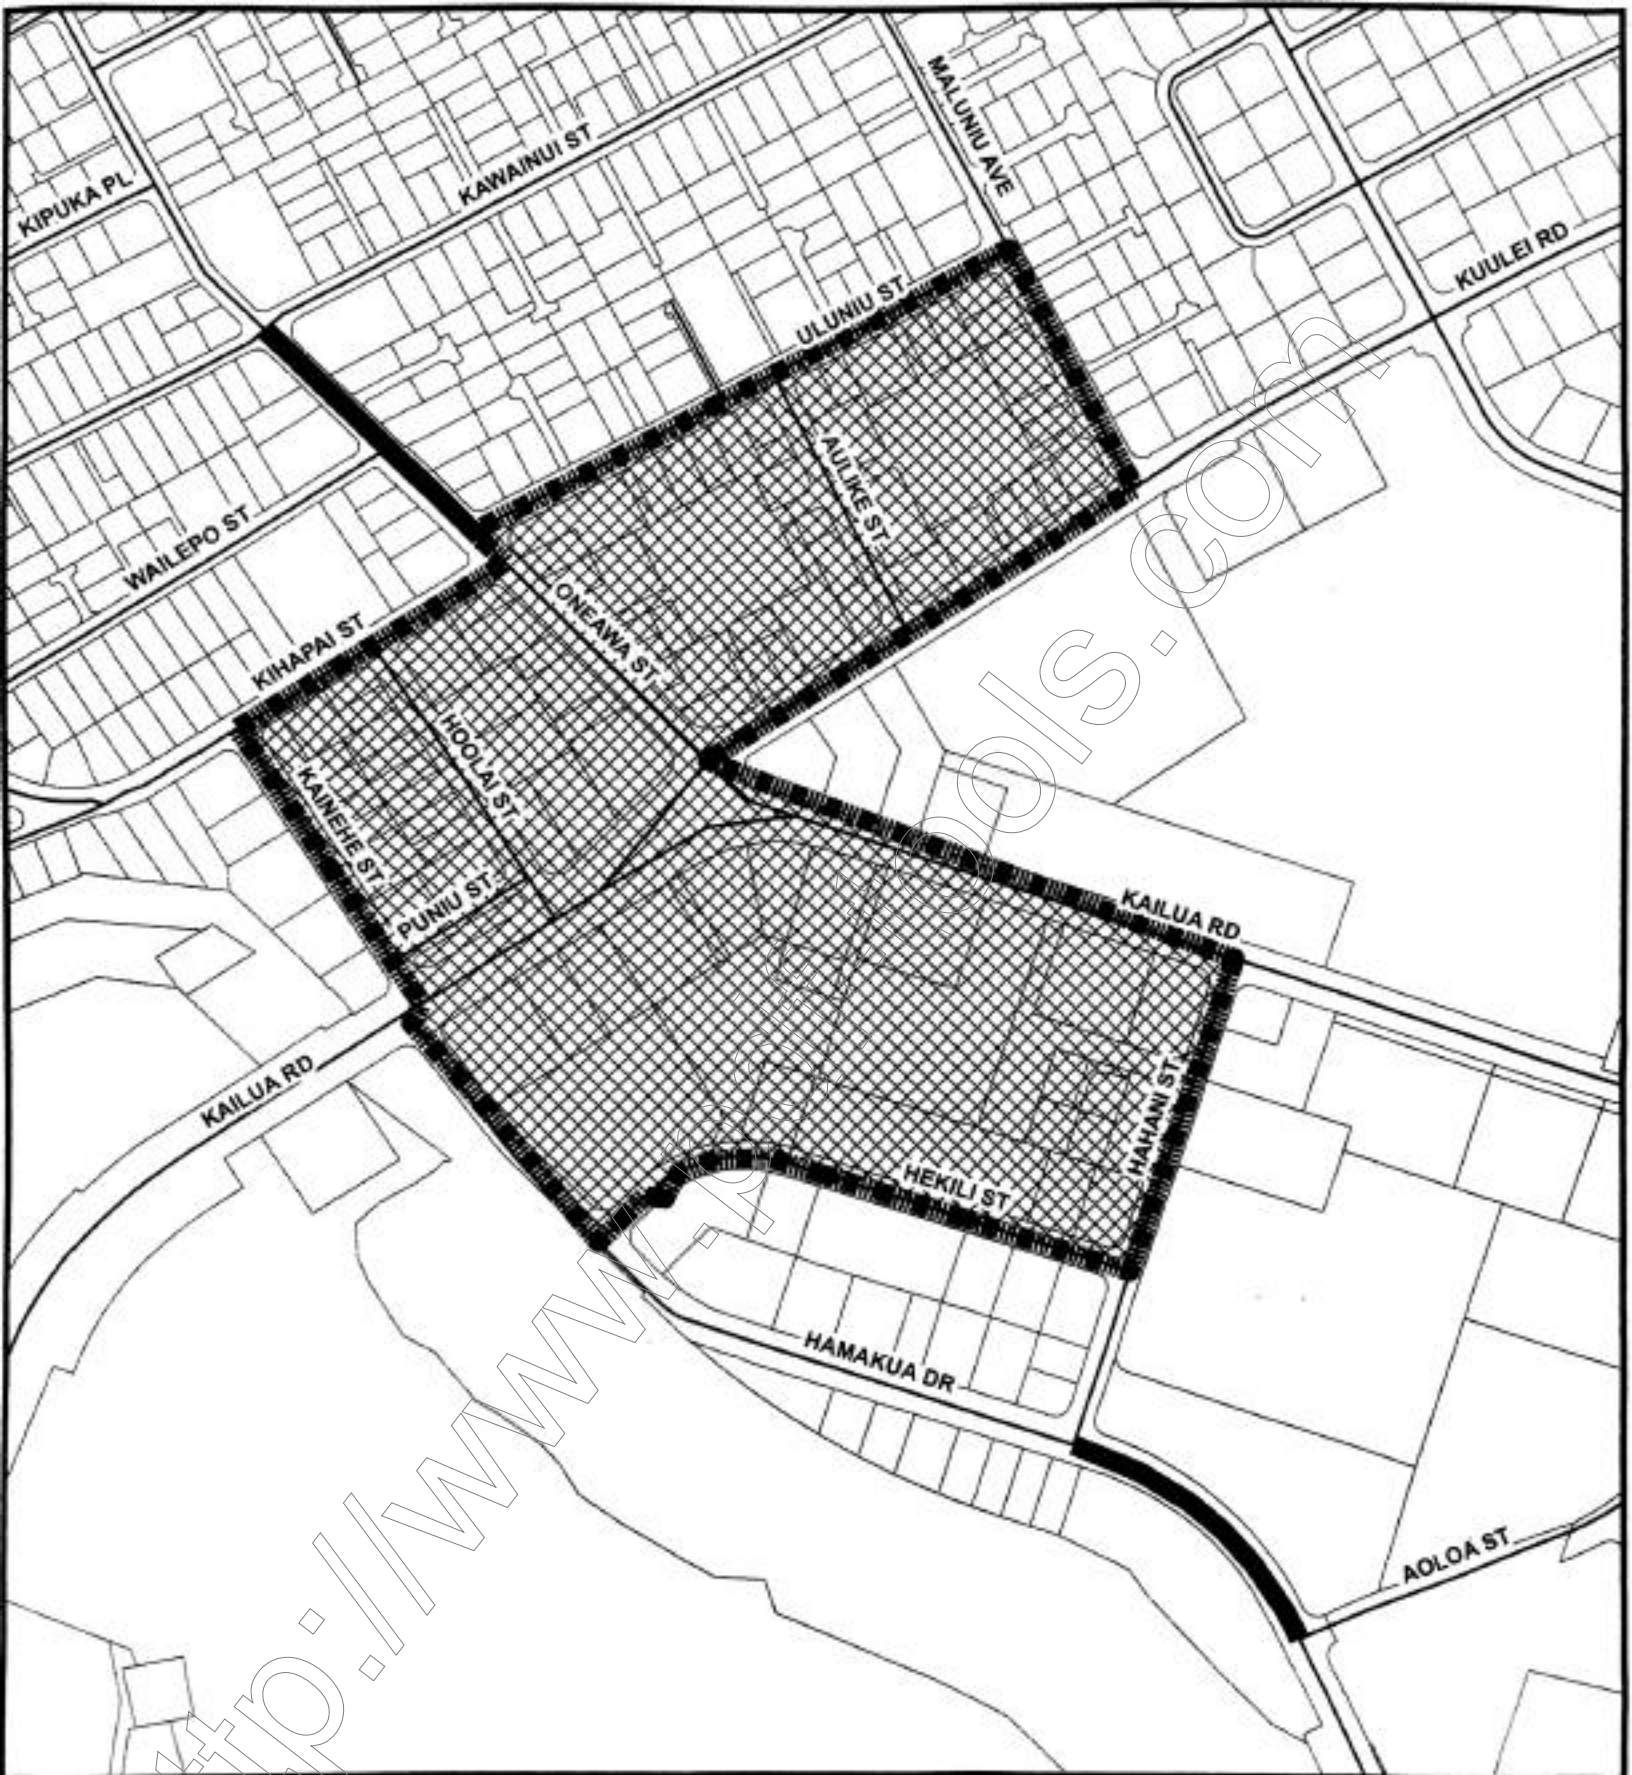 MALUNIU AVE
KAWAINUI ST
KIPUKA PL
KUULEI RD
ULUNIU ST
AULIKE ST
WAILEPO ST
ONEAWA ST
KIHAPAI ST
HOOLAI ST
KAINEHE ST
PUNIU ST
KAILUA RD
KAILUA RD
HAHANI ST
HEKILI ST
HAMAKUA DR
AOLOA ST